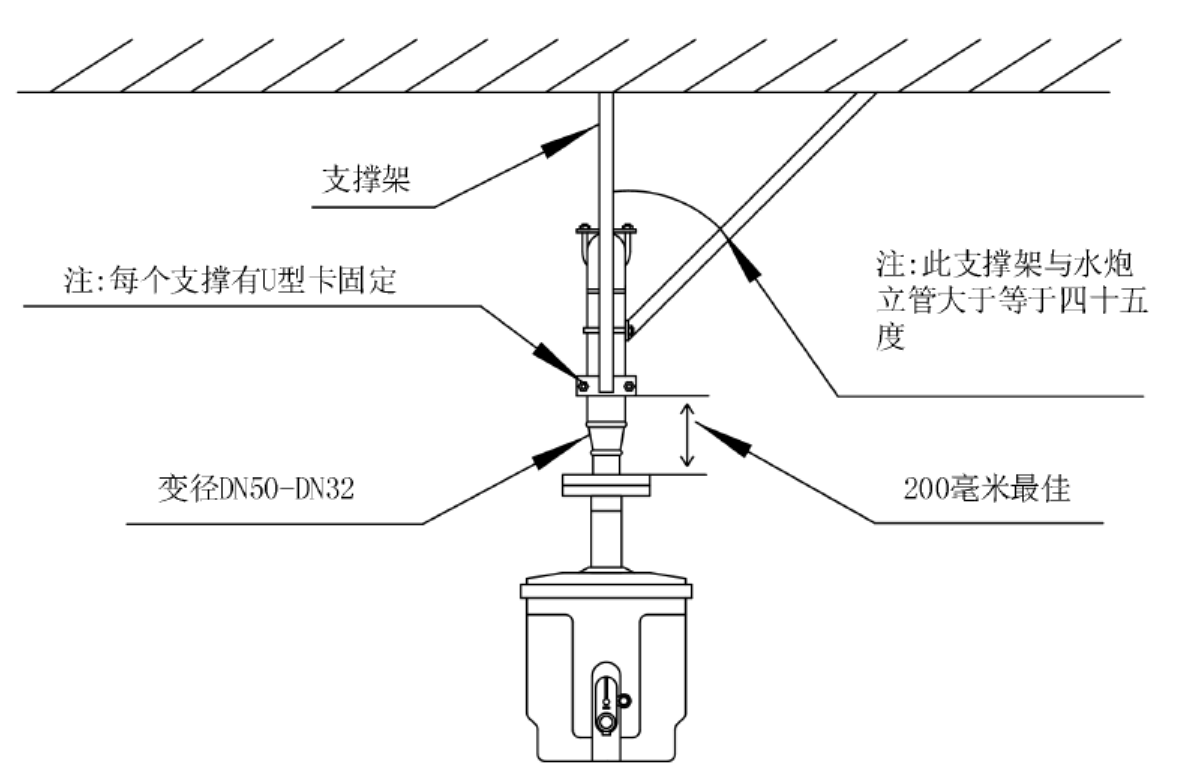 支撑架
注:每个支撑有U型卡固定
注:此支撑架与水炮
立管大于等于四十五
度
变径DN50-DN32
200毫米最佳